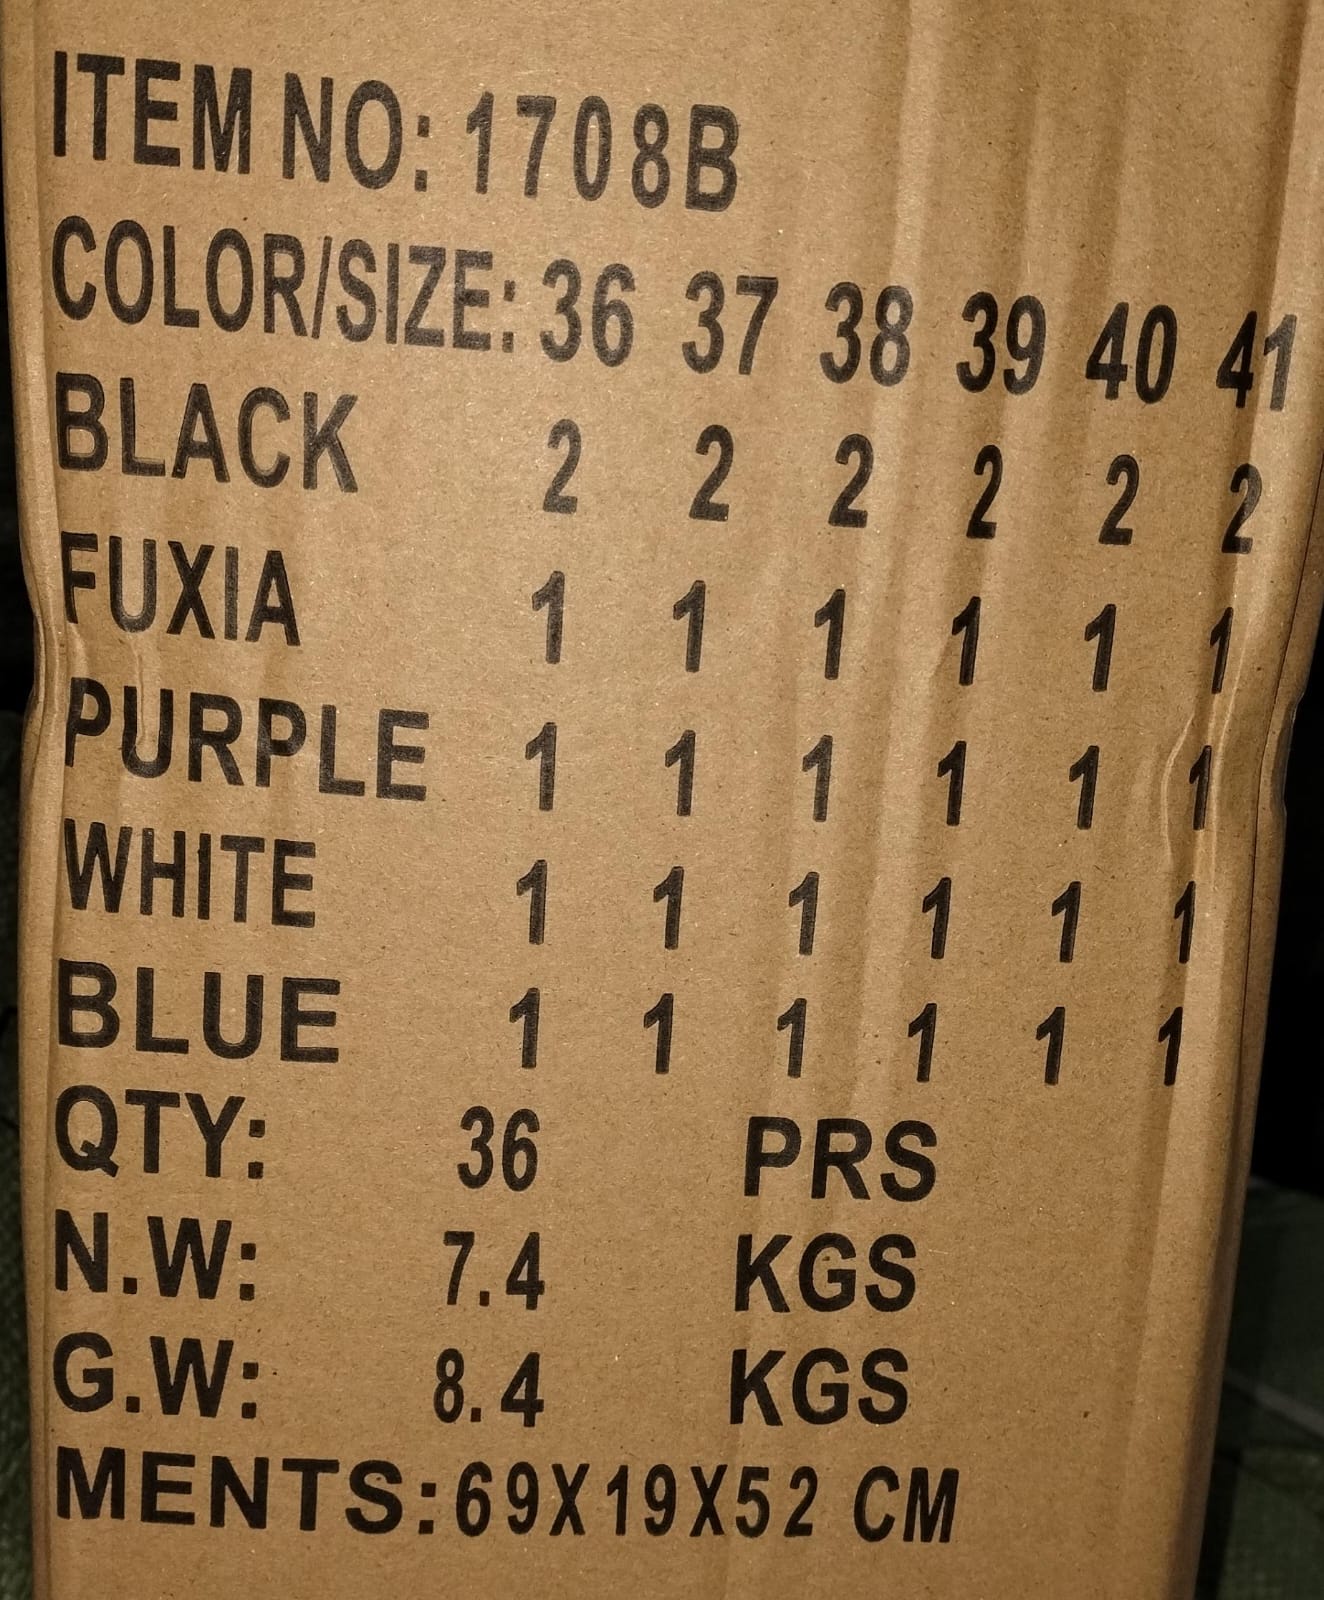 ITEM NO: 1708B
COLOR/SIZE: 36 37 38 39 40 41
BLACK 2 2 2 2 2 2
FUXIA 1 1 1 1 1 1
PURPLE 1 1 1 1 1 1
WHITE 1 1 1 1 1 1
BLUE 1 1 1 1 1 1
QTY: 36 PRS
N.W: 7.4 KGS
G.W: 8.4 KGS
MENTS: 69X19X52 CM